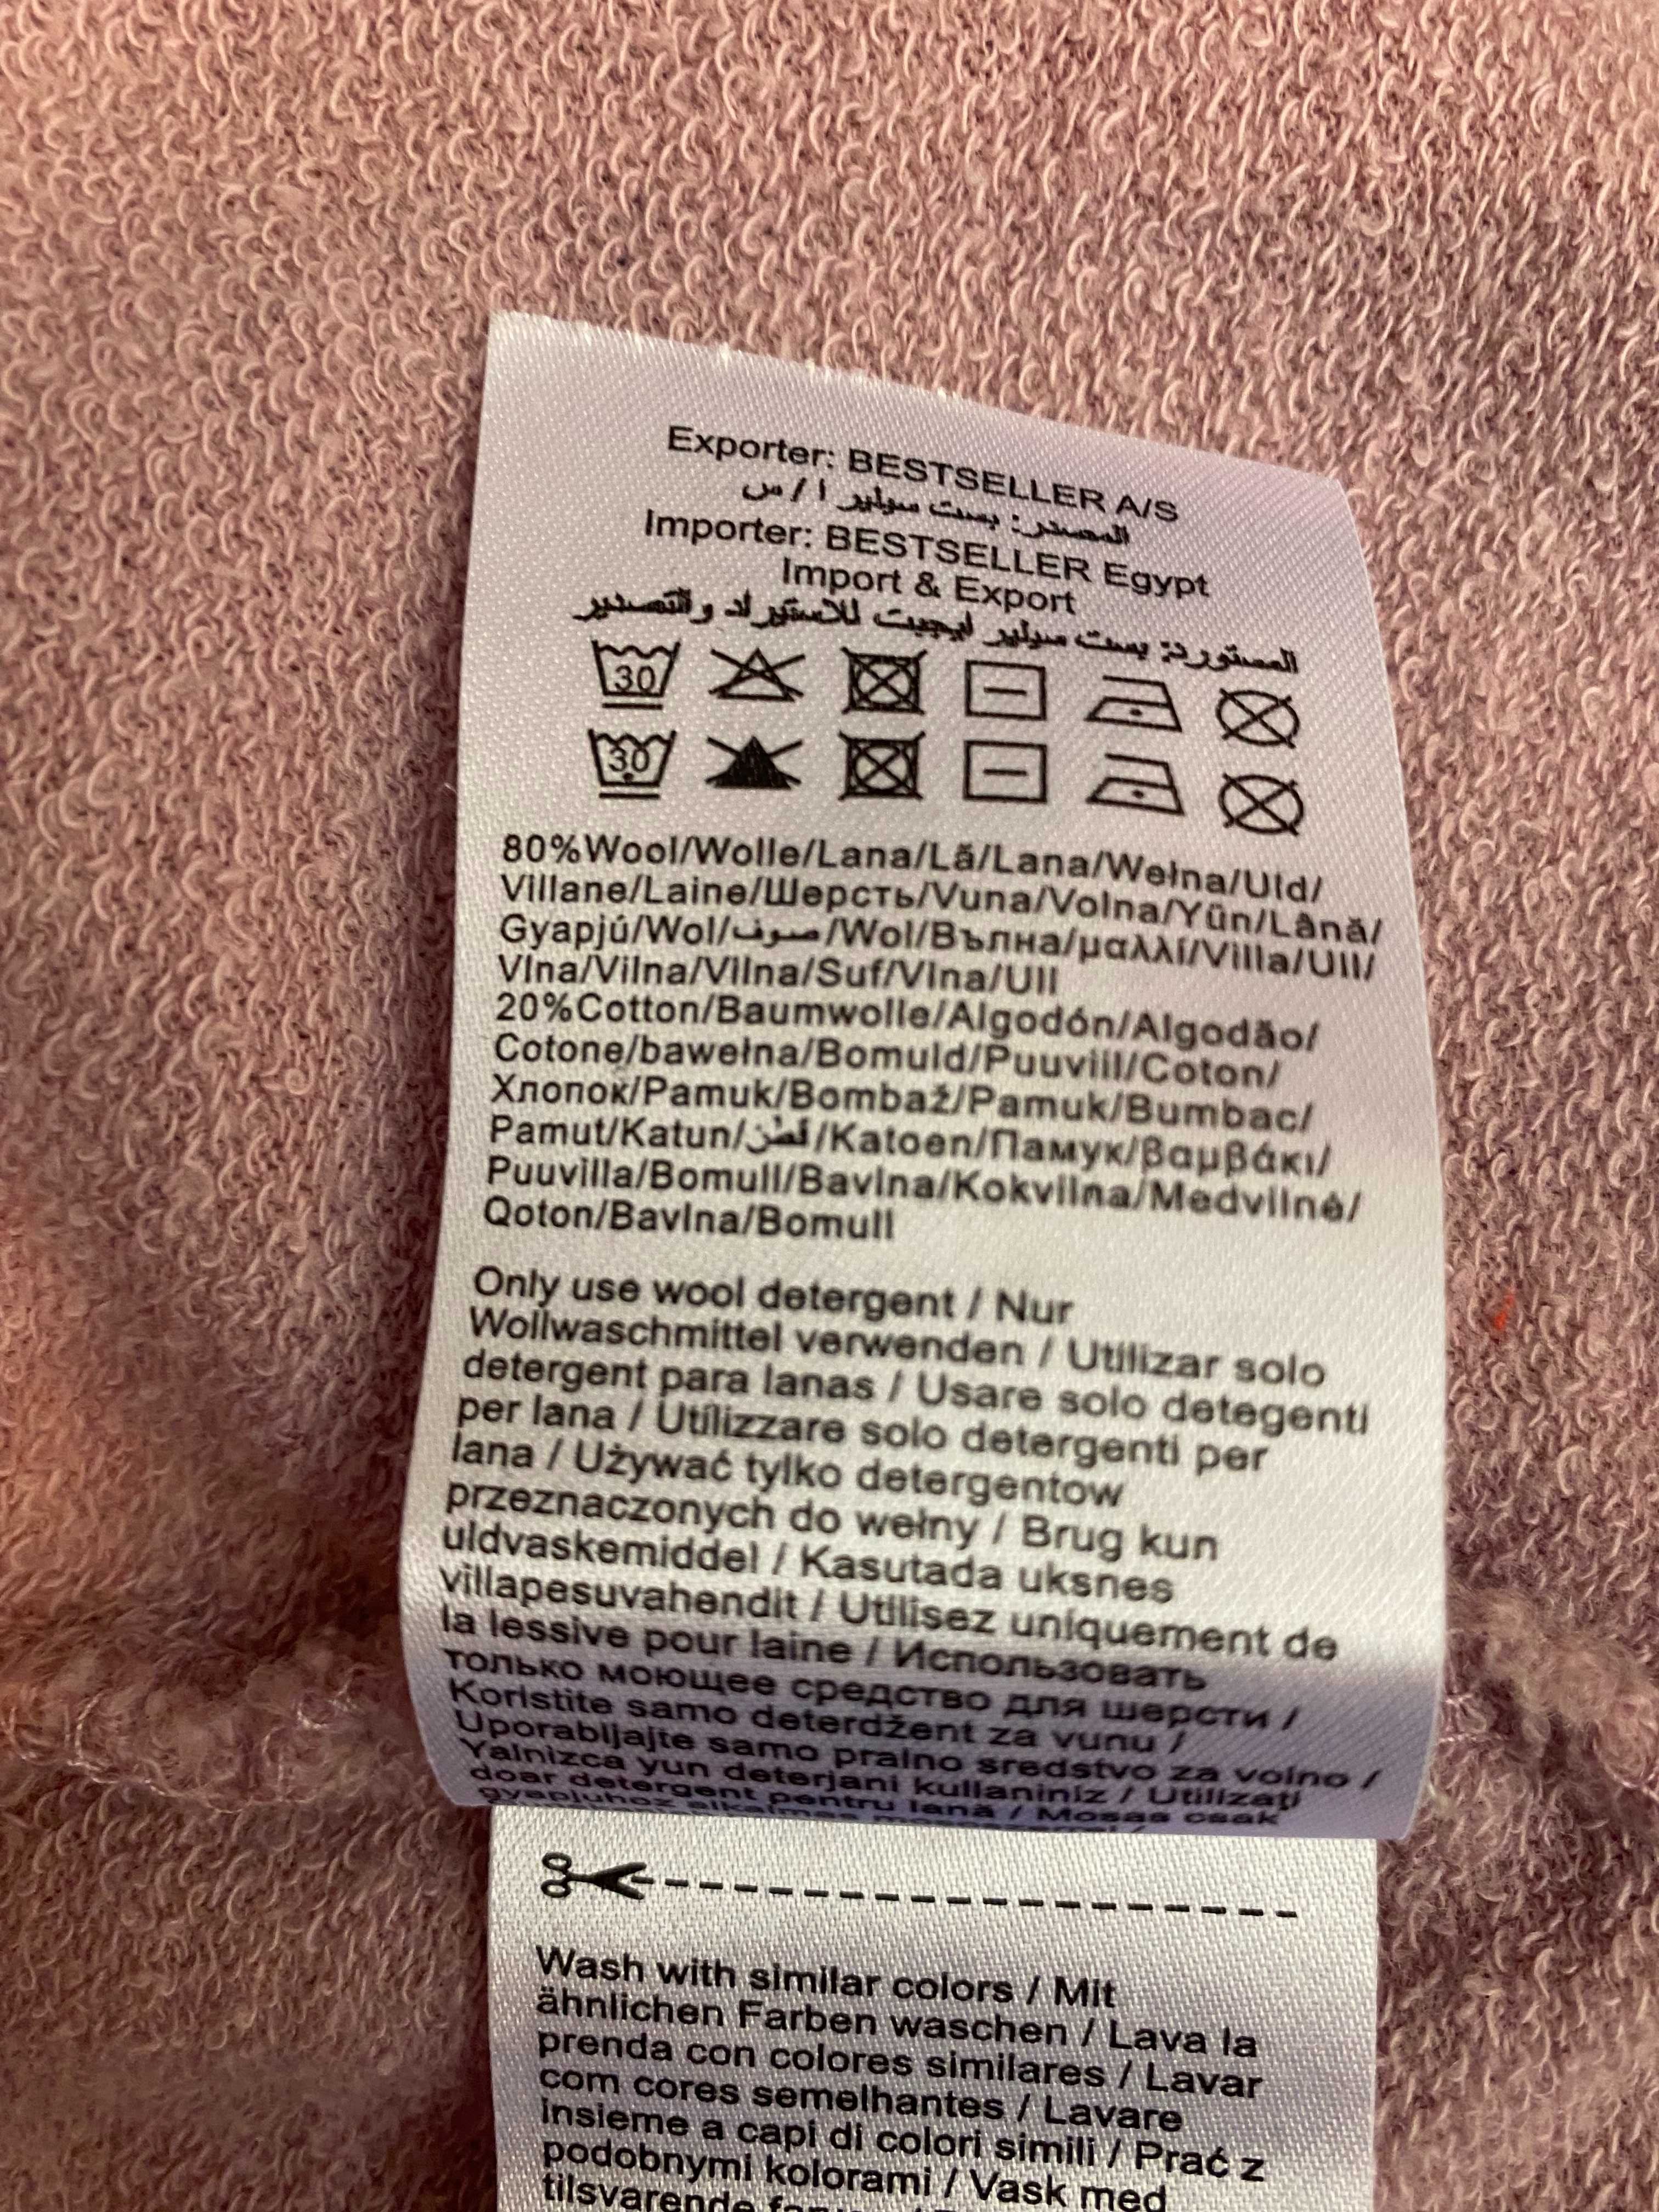 Exporter: BESTSELLER A/S
المصدر: بست سيلير ا / س
Importer: BESTSELLER Egypt
Import & Export
المستورد: بست سيلير ايجيبت للاستيراد والتصدير
30
30
80%Wool/Wolle/Lana/Lã/Lana/Wełna/Uld/
Villane/Laine/Шерсть/Vuna/Volna/Yün/Lână/
Gyapjú/Wol/صوف/Wol/Вълна/μαλλί/Villa/Ull/
Vlna/Vilna/Vilna/Suf/Vlna/Ull
20%Cotton/Baumwolle/Algodón/Algodão/
Cotone/bawełna/Bomuld/Puuvill/Coton/
Хлопок/Pamuk/Bombaž/Pamuk/Bumbac/
Pamut/Katun/قطن/Katoen/Памук/βαμβάκι/
Puuvilla/Bomull/Bavlna/Kokvilna/Medvilnė/
Qoton/Bavlna/Bomull
Only use wool detergent / Nur
Wollwaschmittel verwenden / Utilizar solo
detergent para lanas / Usare solo detegenti
per lana / Utilizzare solo detergenti per
lana / Używać tylko detergentow
przeznaczonych do wełny / Brug kun
uldvaskemiddel / Kasutada uksnes
villapesuvahendit / Utilisez uniquement de
la lessive pour laine / Использовать
только моющее средство для шерсти /
Koristite samo deterdžent za vunu /
Uporabljajte samo pralno sredstvo za volno /
Yalnizca yun deterjani kullaniniz / Utilizați
doar detergent pentru lană / Mosas csak
gyapjuhoz alkalmas
Wash with similar colors / Mit
ähnlichen Farben waschen / Lava la
prenda con colores similares / Lavar
com cores semelhantes / Lavare
insieme a capi di colori simili / Prać z
podobnymi kolorami / Vask med
tilsvarende